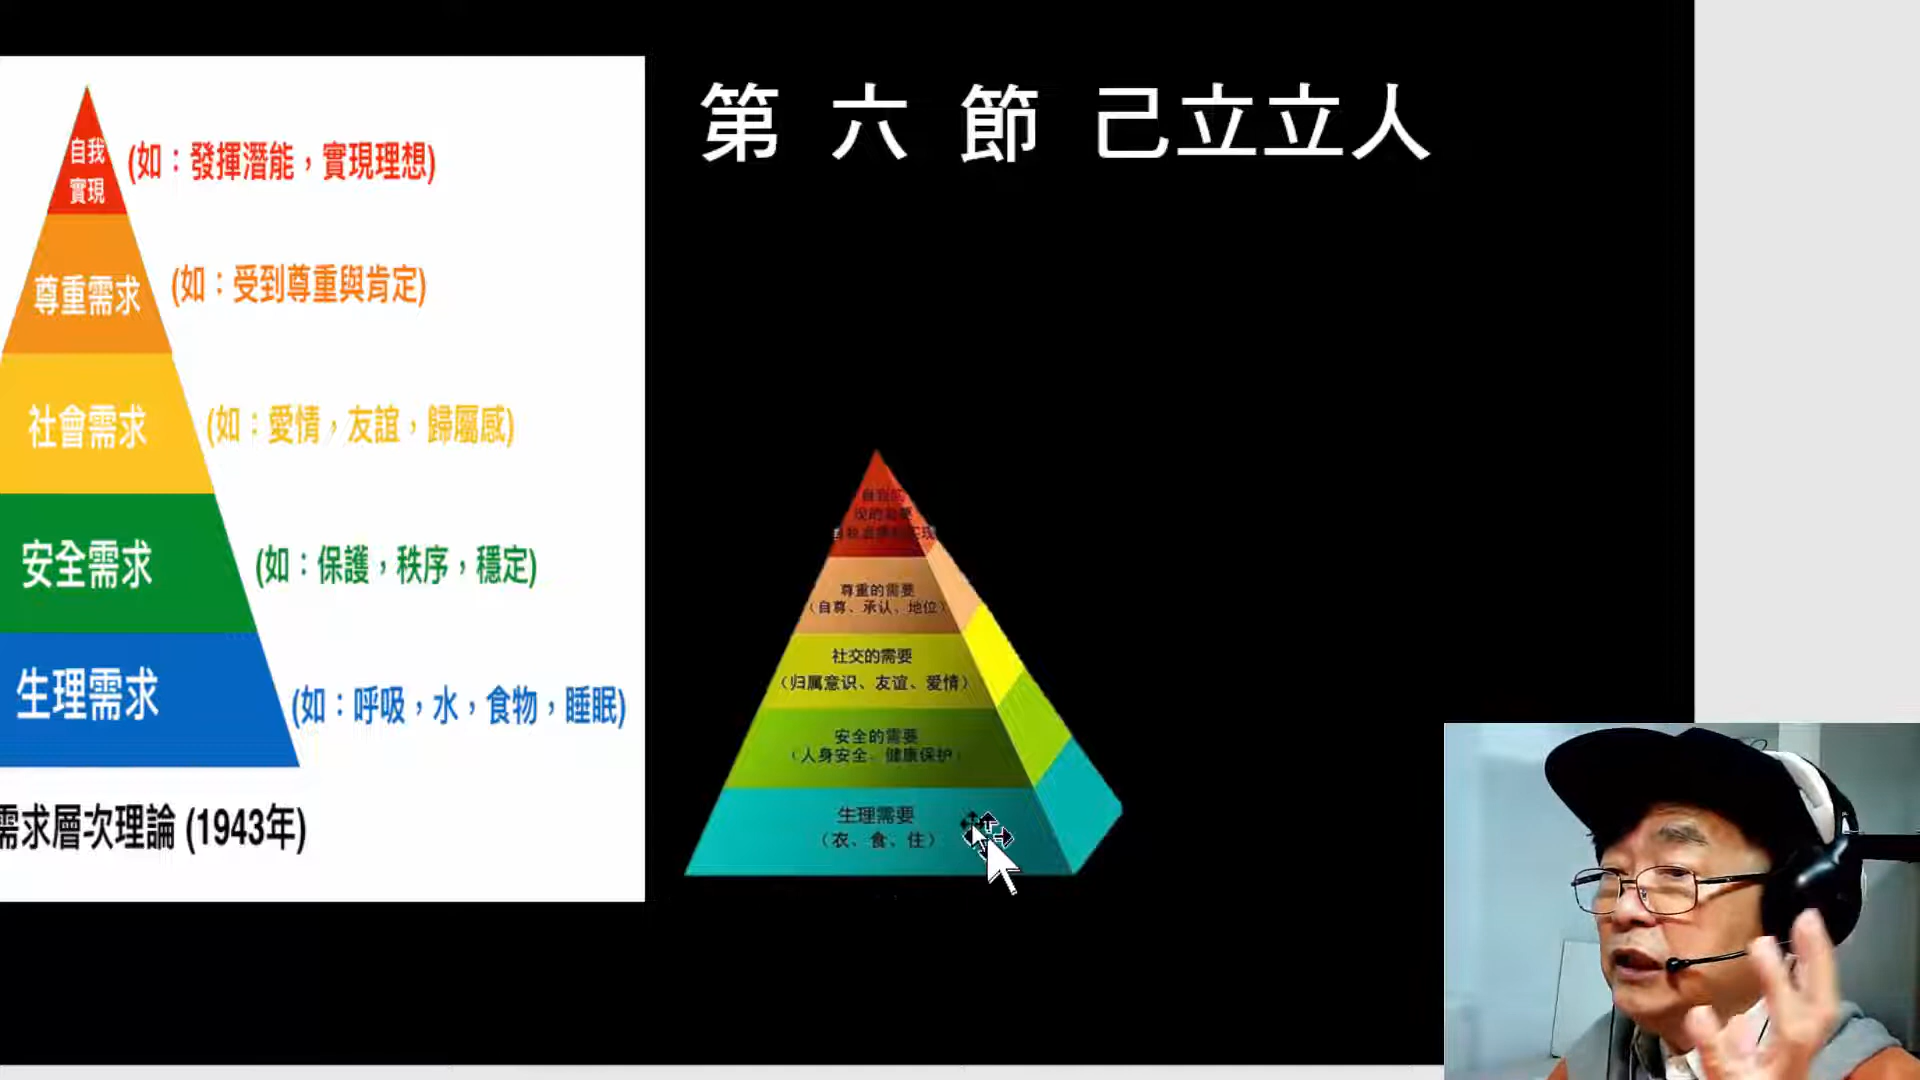 第 六 節 己立立人
自我
實現
(如：發揮潛能，實現理想)
尊重需求
(如：受到尊重與肯定)
社會需求
(如：愛情，友誼，歸屬感)
安全需求
(如：保護，秩序，穩定)
生理需求
(如：呼吸，水，食物，睡眠)
需求層次理論 (1943年)
尊重的需要
（自尊、承认、地位）
社交的需要
（归属意识、友谊、爱情）
安全的需要
（人身安全、健康保护）
生理需要
（衣、食、住）